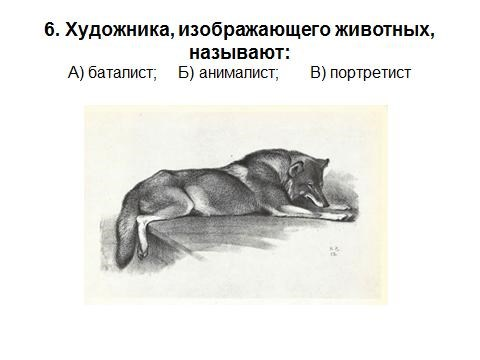 6. Художника, изображающего животных,
называют:
А) баталист; Б) анималист; В) портретист